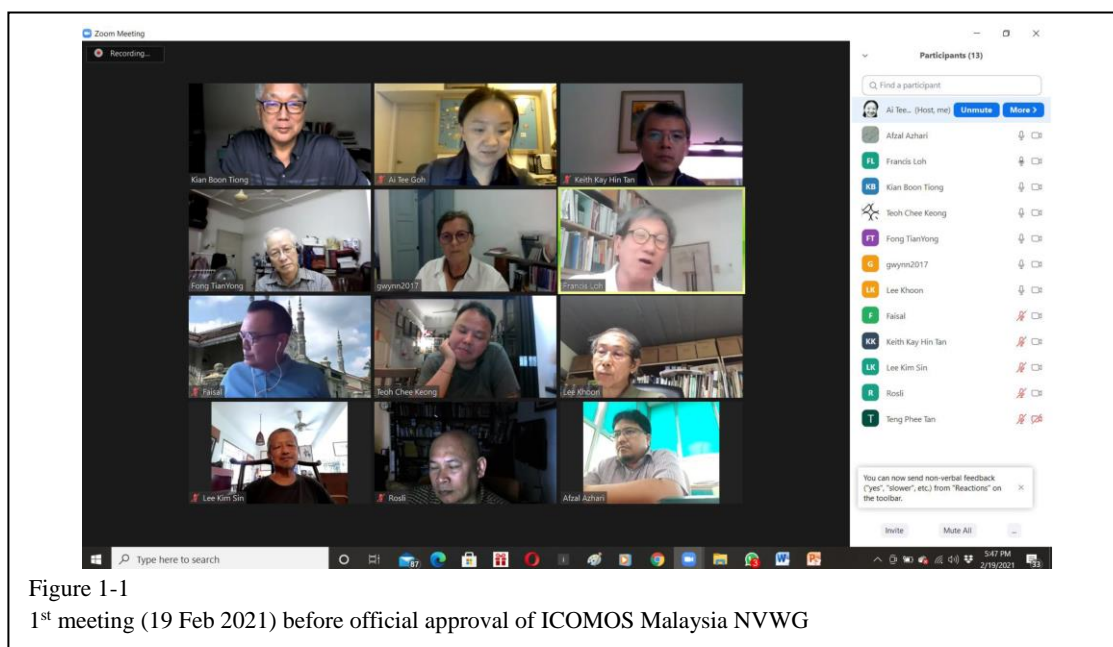 Zoom Meeting
Recording...
Participants (13)
Find a participant
Ai Tee... (Host, me) Unmute More >
Afzal Azhari
FL Francis Loh
KB Kian Boon Tiong
Teoh Chee Keong
FT Fong TianYong
G gwynn2017
LK Lee Khoon
F Faisal
KK Keith Kay Hin Tan
LK Lee Kim Sin
R Rosli
T Teng Phee Tan
Kian Boon Tiong
Ai Tee Goh
Keith Kay Hin Tan
Fong TianYong
gwynn2017
Francis Loh
Faisal
Teoh Chee Keong
Lee Khoon
Lee Kim Sin
Rosli
Afzal Azhari
You can now send non-verbal feedback
("yes", "slower", etc.) from "Reactions" on
the toolbar.
Invite Mute All ...
Type here to search
87
3
5:47 PM
2/19/2021
33
Figure 1-1
1st meeting (19 Feb 2021) before official approval of ICOMOS Malaysia NVWG